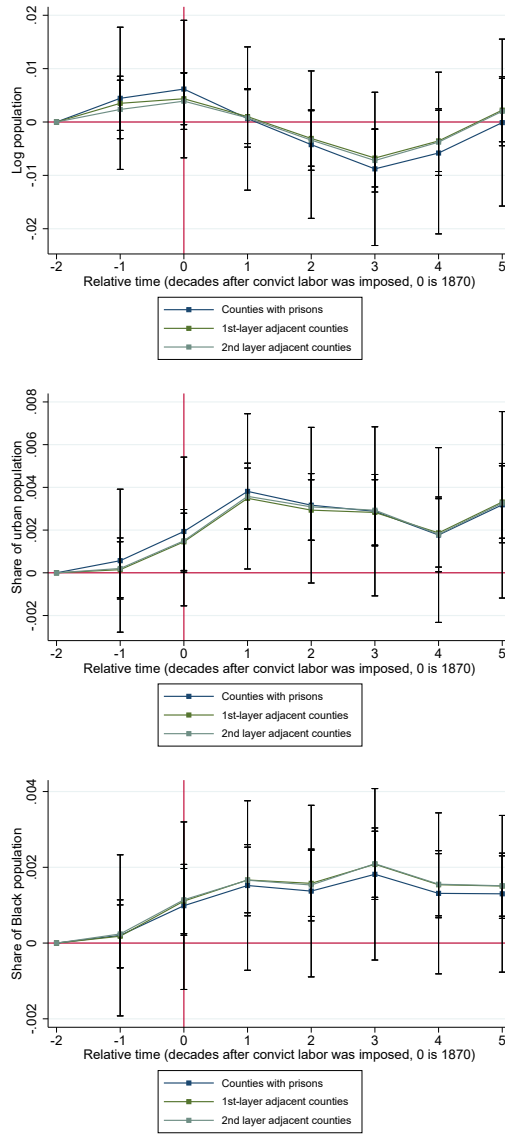 Log population
.02
.01
0
-.01
-.02
-2 -1 0 1 2 3 4 5
Relative time (decades after convict labor was imposed, 0 is 1870)
Counties with prisons
1st-layer adjacent counties
2nd layer adjacent counties
Share of urban population
.008
.006
.004
.002
0
-.002
-2 -1 0 1 2 3 4 5
Relative time (decades after convict labor was imposed, 0 is 1870)
Counties with prisons
1st-layer adjacent counties
2nd layer adjacent counties
Share of Black population
.004
.002
0
-.002
-2 -1 0 1 2 3 4 5
Relative time (decades after convict labor was imposed, 0 is 1870)
Counties with prisons
1st-layer adjacent counties
2nd layer adjacent counties